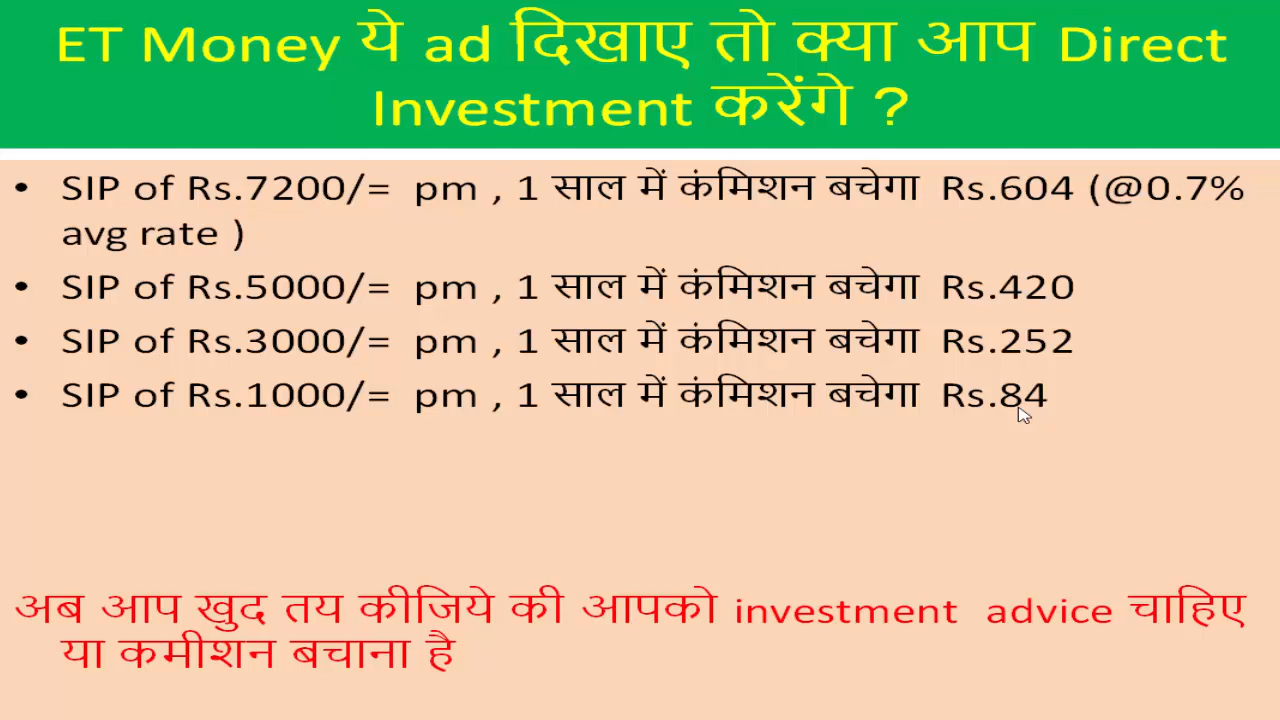 ET Money ये ad दिखाए तो क्या आप Direct
Investment करेंगे ?
• SIP of Rs.7200/= pm , 1 साल में कंमिशन बचेगा Rs.604 (@0.7%
avg rate )
• SIP of Rs.5000/= pm , 1 साल में कंमिशन बचेगा Rs.420
• SIP of Rs.3000/= pm , 1 साल में कंमिशन बचेगा Rs.252
• SIP of Rs.1000/= pm , 1 साल में कंमिशन बचेगा Rs.84
अब आप खुद तय कीजिये की आपको investment advice चाहिए
या कमीशन बचाना है